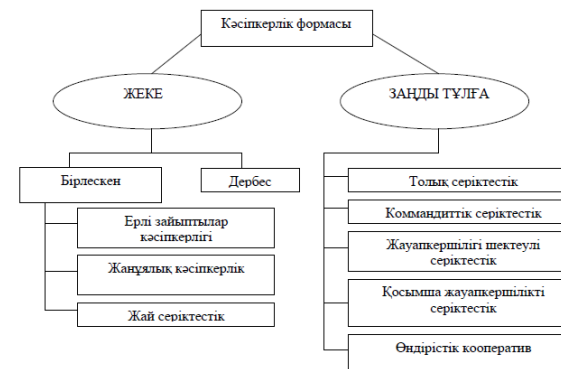 Кәсіпкерлік формасы
ЖЕКЕ
ЗАҢДЫ ТҰЛҒА
Бірлескен
Дербес
Ерлі зайыптылар
кәсіпкерлігі
Жанұялық кәсіпкерлік
Жай серіктестік
Толық серіктестік
Коммандиттік серіктестік
Жауапкершілігі шектеулі
серіктестік
Қосымша жауапкершілікті
серіктестік
Өндірістік кооператив